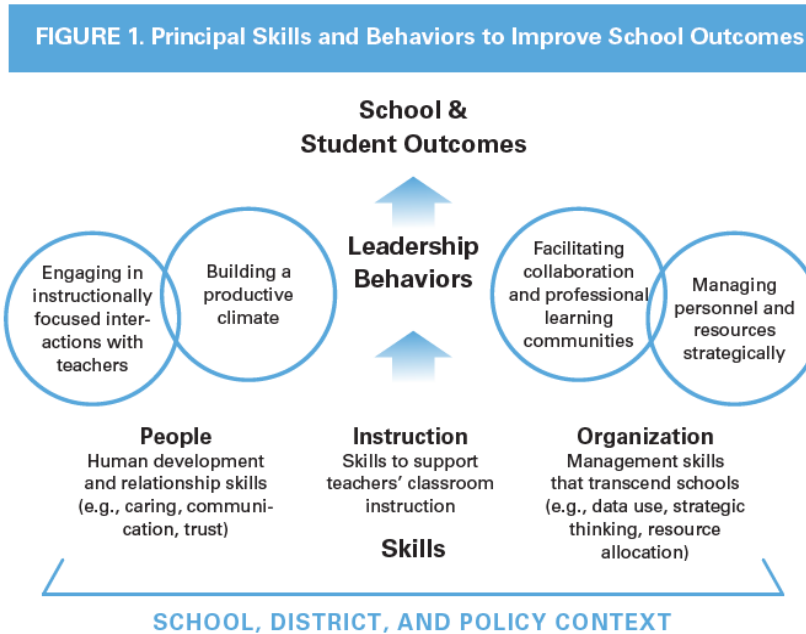 FIGURE 1. Principal Skills and Behaviors to Improve School Outcomes
School &
Student Outcomes
Leadership
Behaviors
Engaging in
instructionally
focused inter-
actions with
teachers
Building a
productive
climate
Facilitating
collaboration
and professional
learning
communities
Managing
personnel and
resources
strategically
People
Human development
and relationship skills
(e.g., caring, communi-
cation, trust)
Instruction
Skills to support
teachers’ classroom
instruction
Organization
Management skills
that transcend schools
(e.g., data use, strategic
thinking, resource
allocation)
Skills
SCHOOL, DISTRICT, AND POLICY CONTEXT